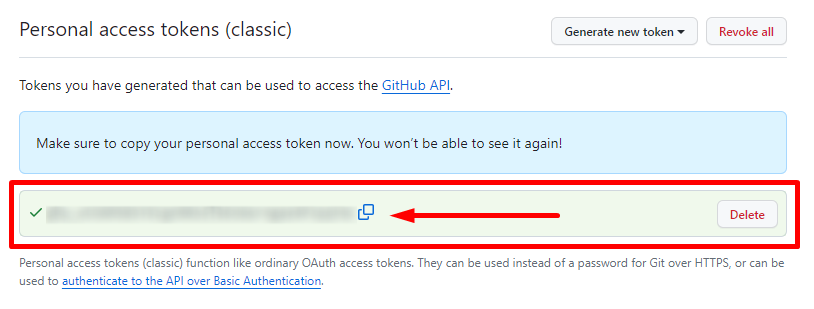 Personal access tokens (classic)
Generate new token
Revoke all
Tokens you have generated that can be used to access the GitHub API.
Make sure to copy your personal access token now. You won’t be able to see it again!
Delete
Personal access tokens (classic) function like ordinary OAuth access tokens. They can be used instead of a password for Git over HTTPS, or can be
used to authenticate to the API over Basic Authentication.